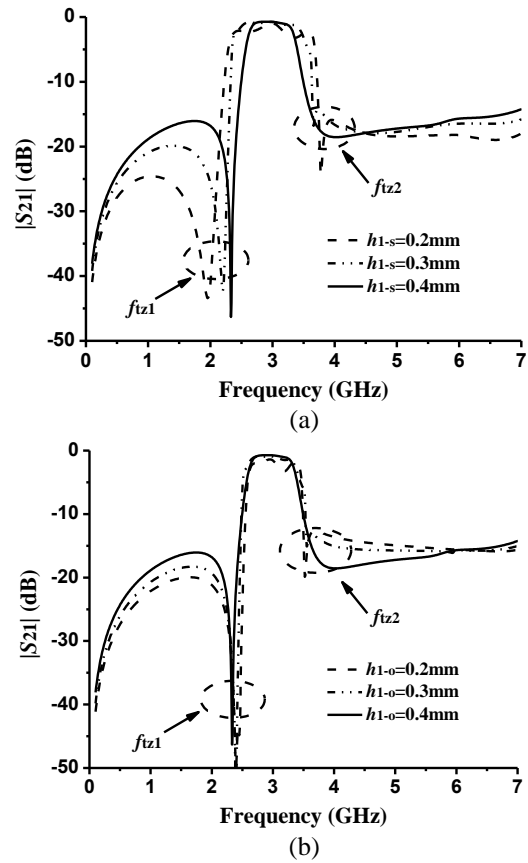 0
-10
-20
-30
-40
-50
|S21| (dB)
ftz2
ftz1
h1-s=0.2mm
h1-s=0.3mm
h1-s=0.4mm
0 1 2 3 4 5 6 7
Frequency (GHz)
(a)
0
-10
-20
-30
-40
-50
|S21| (dB)
ftz2
ftz1
h1-o=0.2mm
h1-o=0.3mm
h1-o=0.4mm
0 1 2 3 4 5 6 7
Frequency (GHz)
(b)